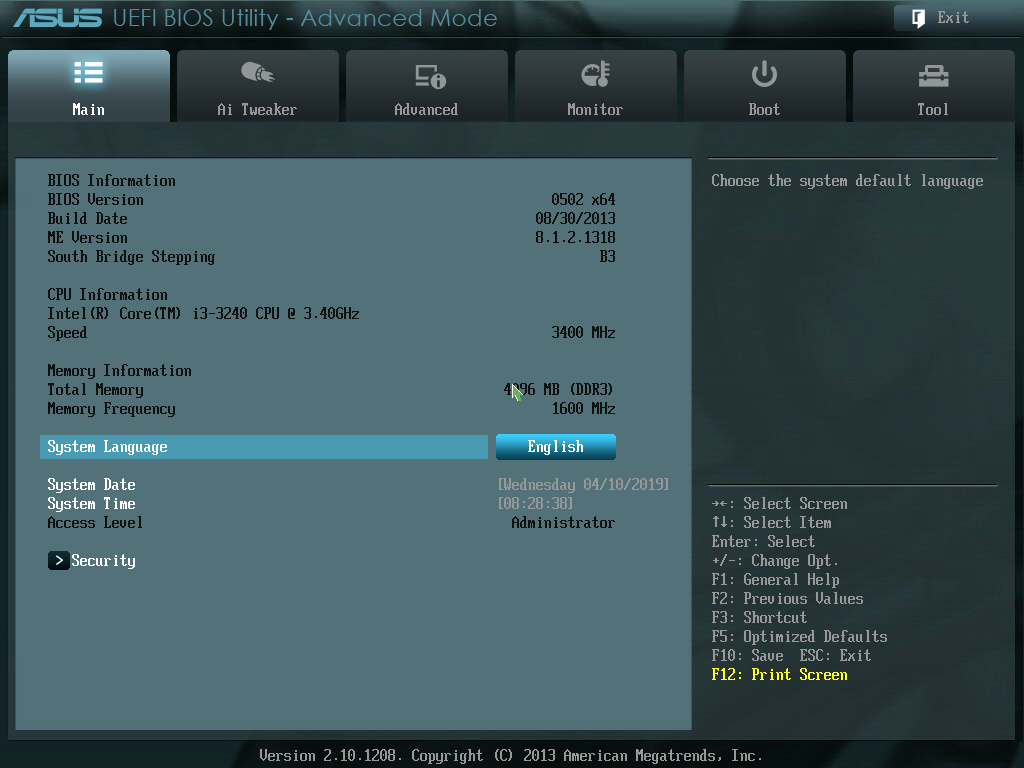 ASUS UEFI BIOS Utility - Advanced Mode
Exit
Main
Ai Tweaker
Advanced
Monitor
Boot
Tool
BIOS Information
BIOS Version 0502 x64
Build Date 08/30/2013
ME Version 8.1.2.1318
South Bridge Stepping B3
CPU Information
Intel(R) Core(TM) i3-3240 CPU @ 3.40GHz
Speed 3400 MHz
Memory Information
Total Memory 4096 MB (DDR3)
Memory Frequency 1600 MHz
System Language English
System Date [Wednesday 04/10/2019]
System Time [08:28:38]
Access Level Administrator
> Security
Choose the system default language
→←: Select Screen
↑↓: Select Item
Enter: Select
+/-: Change Opt.
F1: General Help
F2: Previous Values
F3: Shortcut
F5: Optimized Defaults
F10: Save ESC: Exit
F12: Print Screen
Version 2.10.1208. Copyright (C) 2013 American Megatrends, Inc.